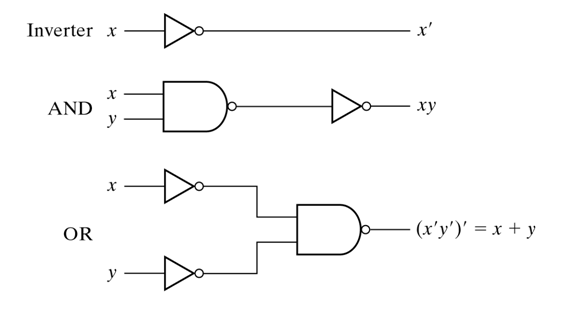 Inverter x x′
AND x y xy
OR x y (x′y′)′ = x + y